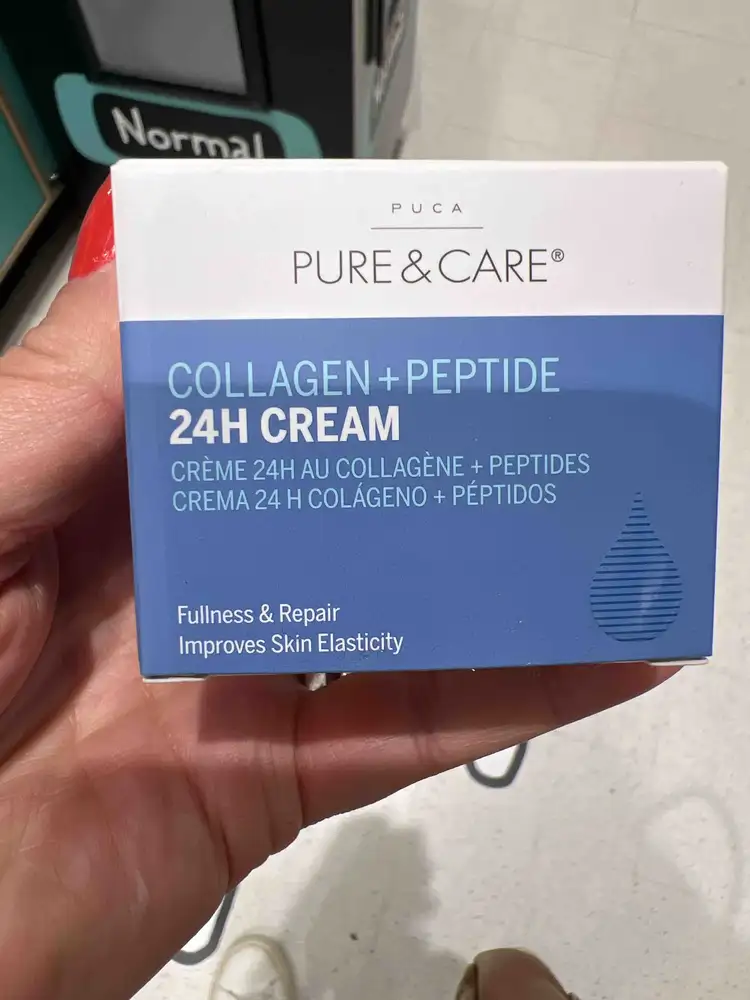 Normal
PUCA
PURE & CARE®
COLLAGEN + PEPTIDE
24H CREAM
CRÈME 24H AU COLLAGÈNE + PEPTIDES
CREMA 24 H COLÁGENO + PÉPTIDOS
Fullness & Repair
Improves Skin Elasticity